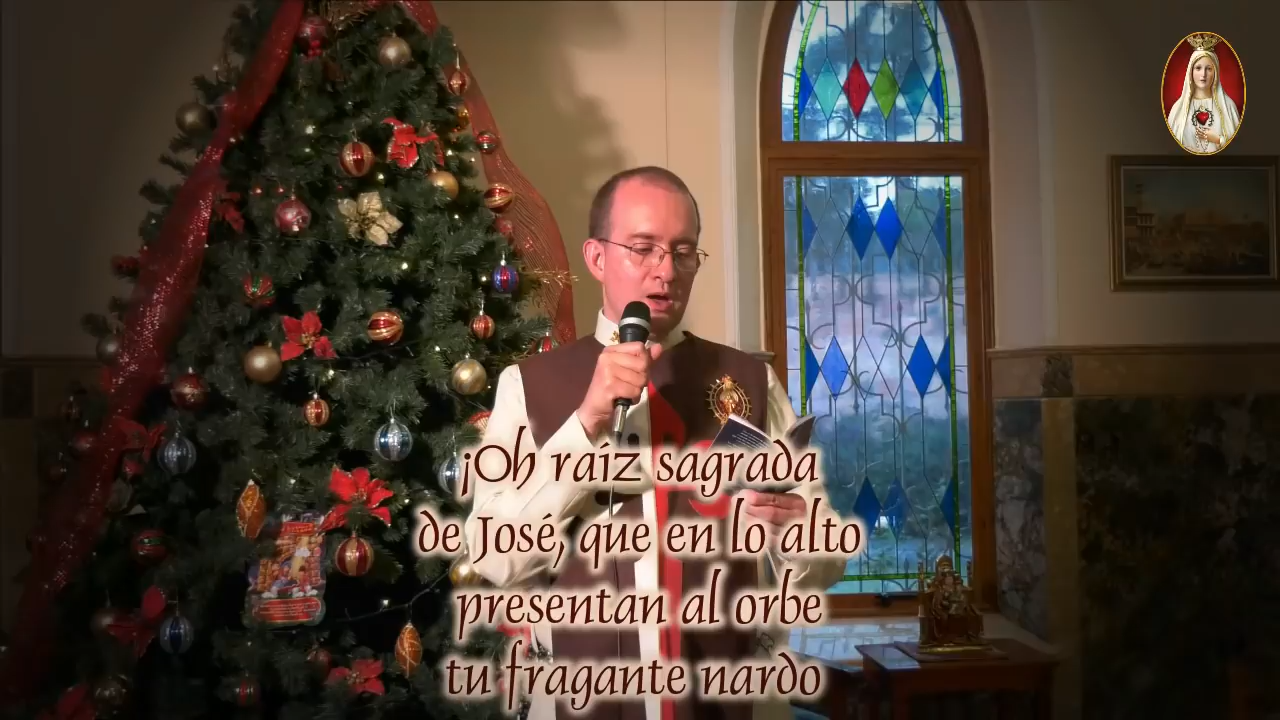 ¡Oh raíz sagrada
de José, que en lo alto
presentan al orbe
tu fragante nardo